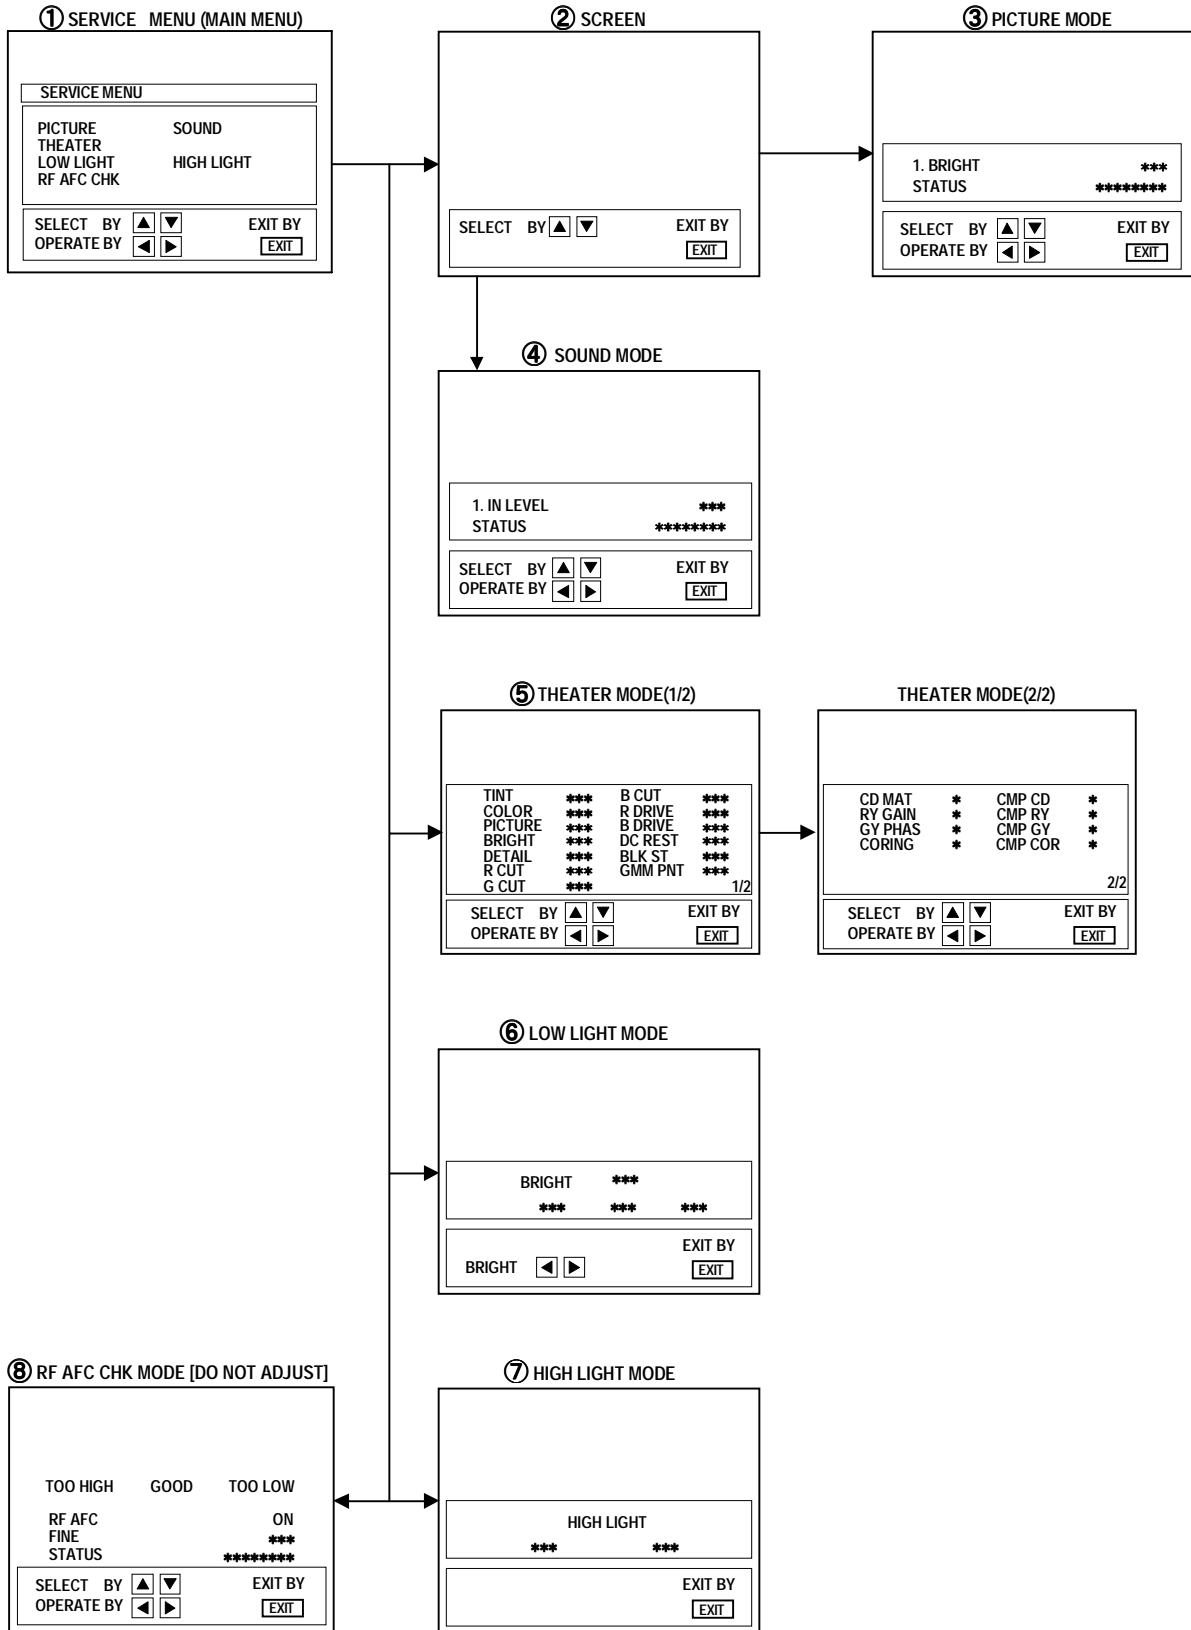 ① SERVICE MENU (MAIN MENU)
SERVICE MENU
PICTURE SOUND
THEATER
LOW LIGHT HIGH LIGHT
RF AFC CHK
SELECT BY ▲ ▼ EXIT BY
OPERATE BY ◀ ▶ EXIT
② SCREEN
SELECT BY ▲ ▼ EXIT BY
EXIT
③ PICTURE MODE
1. BRIGHT ***
STATUS ********
SELECT BY ▲ ▼ EXIT BY
OPERATE BY ◀ ▶ EXIT
④ SOUND MODE
1. IN LEVEL ***
STATUS ********
SELECT BY ▲ ▼ EXIT BY
OPERATE BY ◀ ▶ EXIT
⑤ THEATER MODE(1/2)
TINT *** B CUT ***
COLOR *** R DRIVE ***
PICTURE *** B DRIVE ***
BRIGHT *** DC REST ***
DETAIL *** BLK ST ***
R CUT *** GMM PNT ***
G CUT *** 1/2
SELECT BY ▲ ▼ EXIT BY
OPERATE BY ◀ ▶ EXIT
THEATER MODE(2/2)
CD MAT * CMP CD *
RY GAIN * CMP RY *
GY PHAS * CMP GY *
CORING * CMP COR *
2/2
SELECT BY ▲ ▼ EXIT BY
OPERATE BY ◀ ▶ EXIT
⑥ LOW LIGHT MODE
BRIGHT ***
*** *** ***
EXIT BY
BRIGHT ◀ ▶ EXIT
⑧ RF AFC CHK MODE [DO NOT ADJUST]
TOO HIGH GOOD TOO LOW
RF AFC ON
FINE ***
STATUS ********
SELECT BY ▲ ▼ EXIT BY
OPERATE BY ◀ ▶ EXIT
⑦ HIGH LIGHT MODE
HIGH LIGHT
*** ***
EXIT BY
EXIT